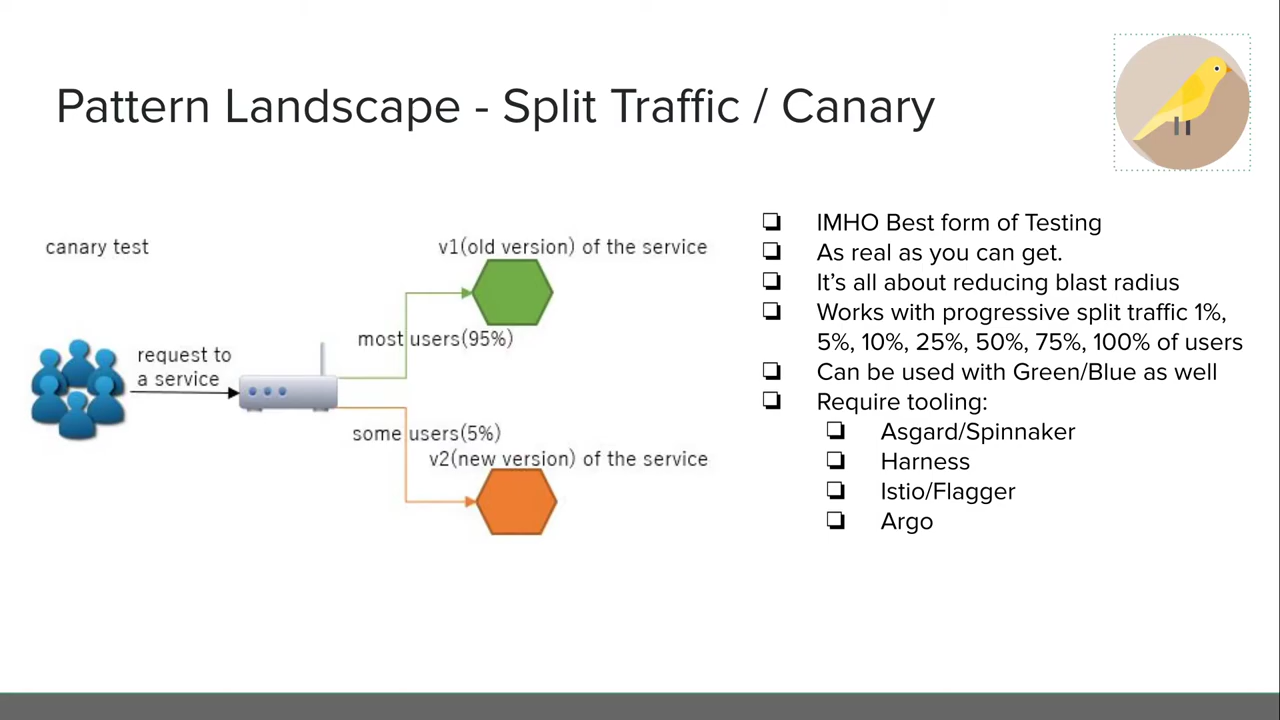 Pattern Landscape - Split Traffic / Canary
canary test
v1(old version) of the service
most users(95%)
request to
a service
some users(5%)
v2(new version) of the service
❏ IMHO Best form of Testing
❏ As real as you can get.
❏ It's all about reducing blast radius
❏ Works with progressive split traffic 1%,
5%, 10%, 25%, 50%, 75%, 100% of users
❏ Can be used with Green/Blue as well
❏ Require tooling:
❏ Asgard/Spinnaker
❏ Harness
❏ Istio/Flagger
❏ Argo